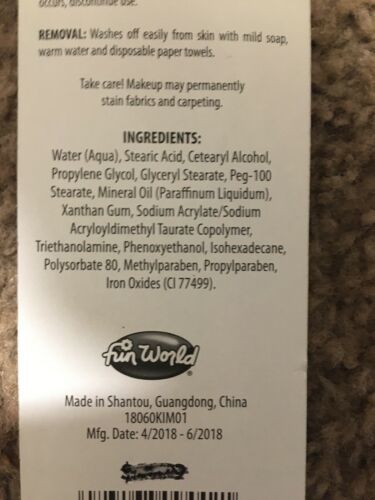 occurs, discontinue use.
REMOVAL: Washes off easily from skin with mild soap,
warm water and disposable paper towels.
Take care! Makeup may permanently
stain fabrics and carpeting.
INGREDIENTS:
Water (Aqua), Stearic Acid, Cetearyl Alcohol,
Propylene Glycol, Glyceryl Stearate, Peg-100
Stearate, Mineral Oil (Paraffinum Liquidum),
Xanthan Gum, Sodium Acrylate/Sodium
Acryloyldimethyl Taurate Copolymer,
Triethanolamine, Phenoxyethanol, Isohexadecane,
Polysorbate 80, Methylparaben, Propylparaben,
Iron Oxides (CI 77499).
fun World ®
Made in Shantou, Guangdong, China
18060KIM01
Mfg. Date: 4/2018 - 6/2018